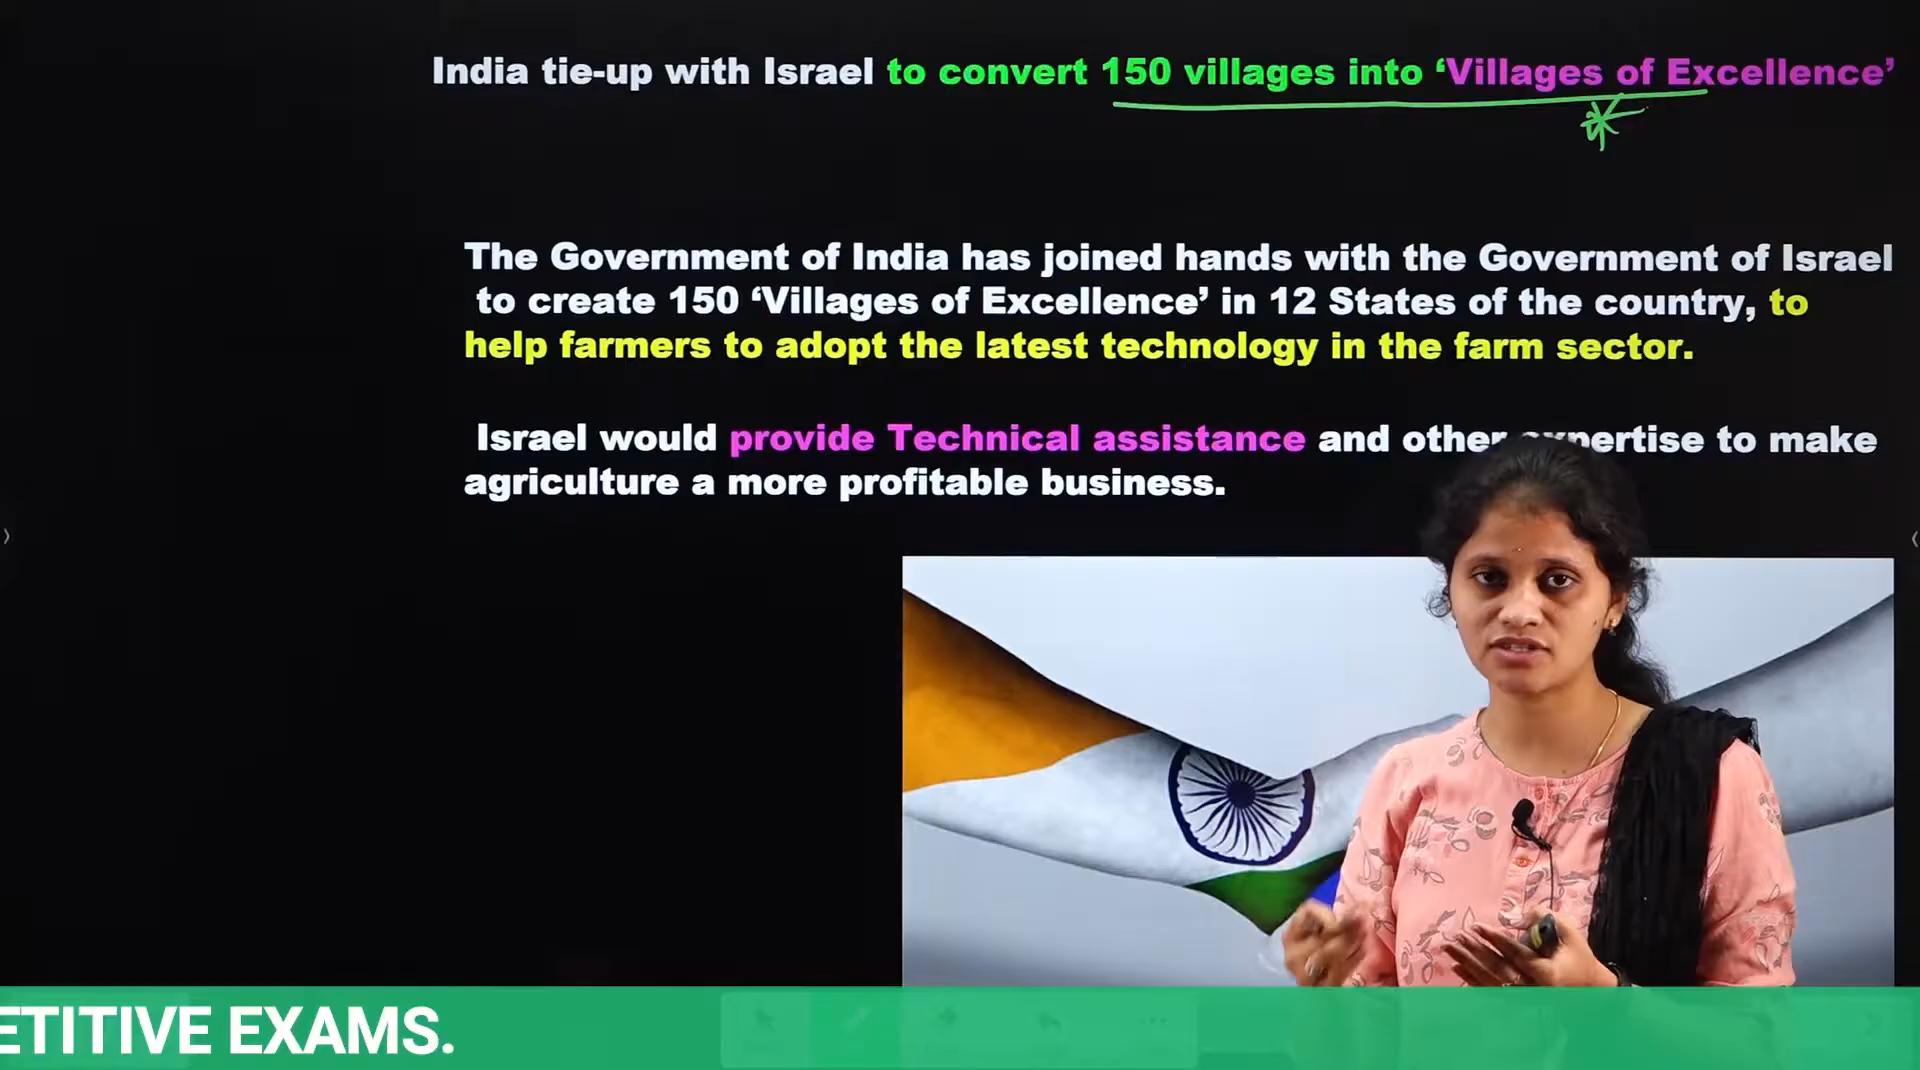 India tie-up with Israel to convert 150 villages into ‘Villages of Excellence’
The Government of India has joined hands with the Government of Israel
to create 150 ‘Villages of Excellence’ in 12 States of the country, to
help farmers to adopt the latest technology in the farm sector.
Israel would provide Technical assistance and other expertise to make
agriculture a more profitable business.
ETITIVE EXAMS.